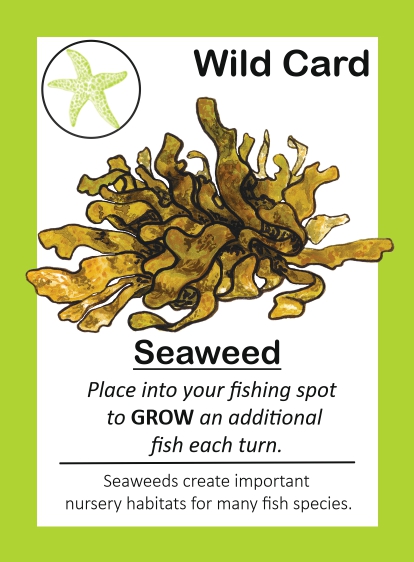 Wild Card
Seaweed
Place into your fishing spot
to GROW an additional
fish each turn.
Seaweeds create important
nursery habitats for many fish species.